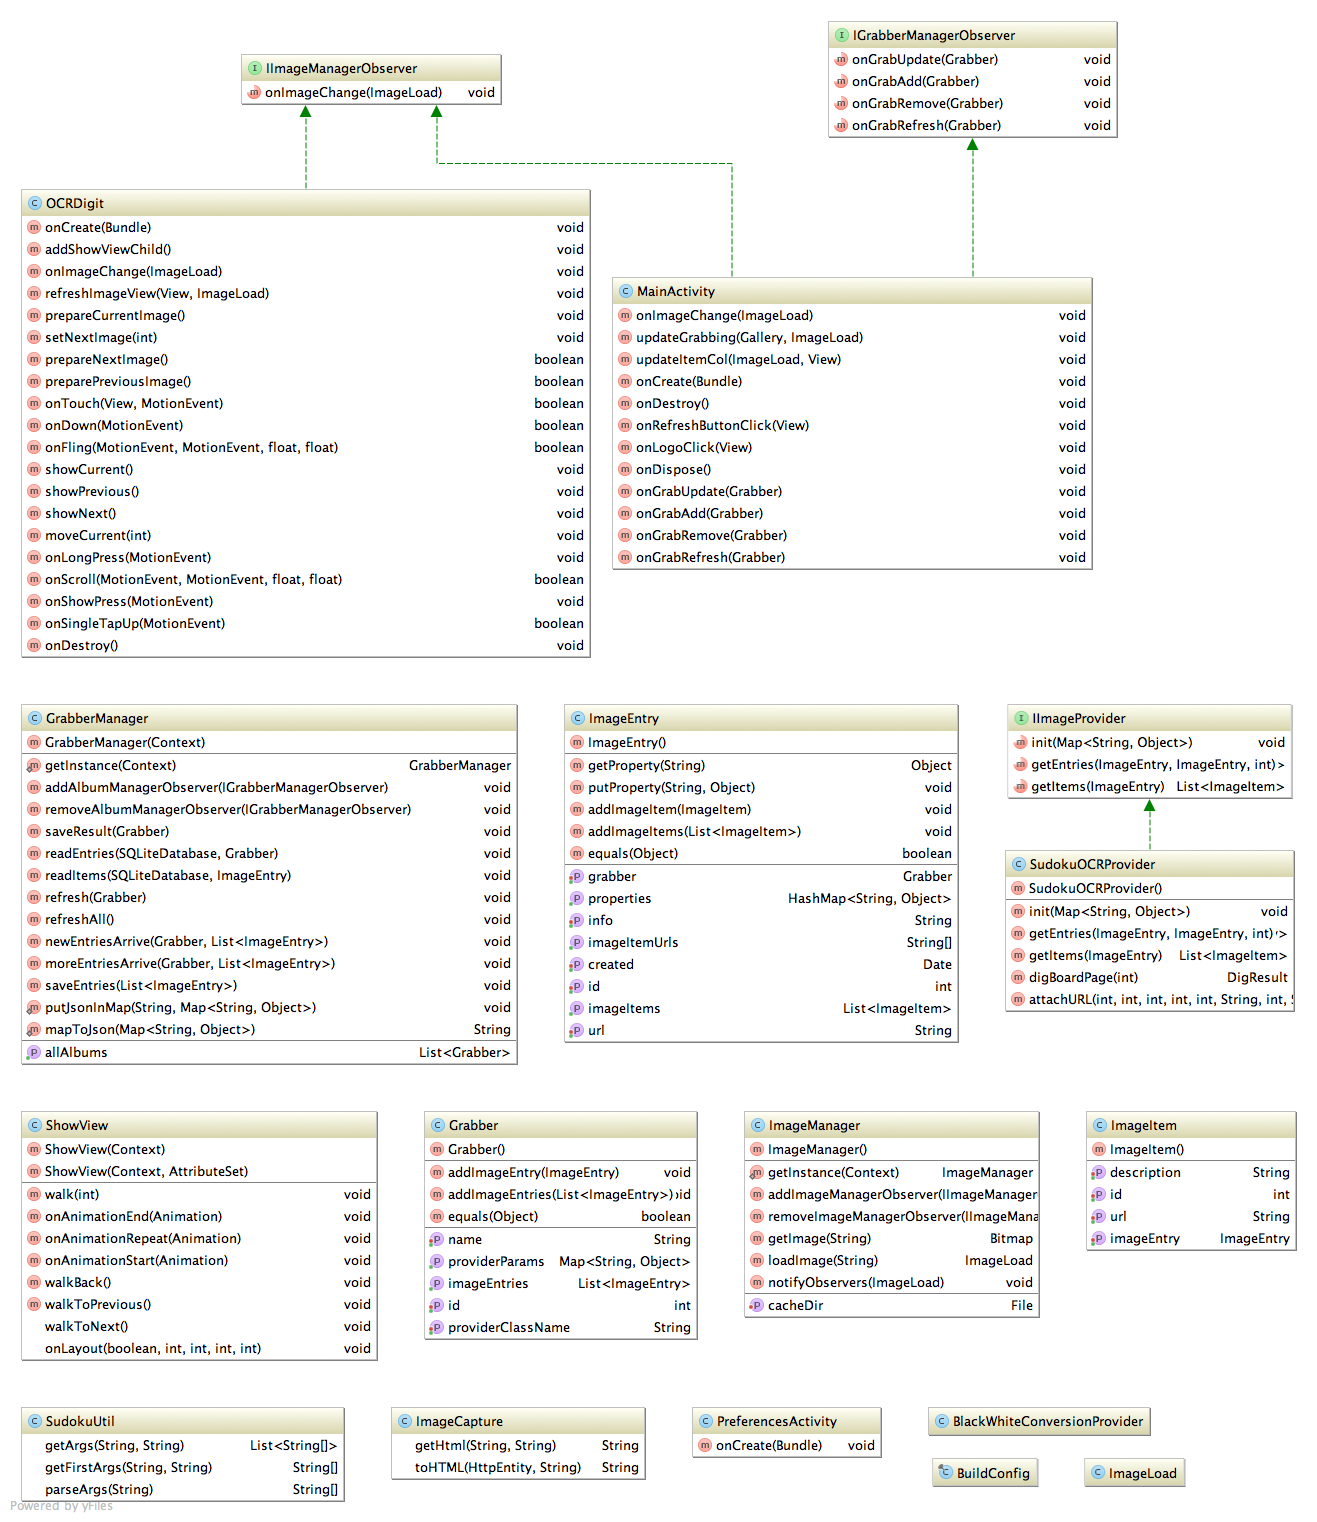 IImageManagerObserver
onImageChange(ImageLoad) void
IGrabberManagerObserver
onGrabUpdate(Grabber) void
onGrabAdd(Grabber) void
onGrabRemove(Grabber) void
onGrabRefresh(Grabber) void
OCRDigit
onCreate(Bundle) void
addShowViewChild() void
onImageChange(ImageLoad) void
refreshImageView(View, ImageLoad) void
prepareCurrentImage() void
setNextImage(int) void
prepareNextImage() boolean
preparePreviousImage() boolean
onTouch(View, MotionEvent) boolean
onDown(MotionEvent) boolean
onFling(MotionEvent, MotionEvent, float, float) boolean
showCurrent() void
showPrevious() void
showNext() void
moveCurrent(int) void
onLongPress(MotionEvent) void
onScroll(MotionEvent, MotionEvent, float, float) boolean
onShowPress(MotionEvent) void
onSingleTapUp(MotionEvent) boolean
onDestroy() void
MainActivity
onImageChange(ImageLoad) void
updateGrabbing(Gallery, ImageLoad) void
updateItemCol(ImageLoad, View) void
onCreate(Bundle) void
onDestroy() void
onRefreshButtonClick(View) void
onLogoClick(View) void
onDispose() void
onGrabUpdate(Grabber) void
onGrabAdd(Grabber) void
onGrabRemove(Grabber) void
onGrabRefresh(Grabber) void
GrabberManager
GrabberManager(Context)
getInstance(Context) GrabberManager
addAlbumManagerObserver(IGrabberManagerObserver) void
removeAlbumManagerObserver(IGrabberManagerObserver) void
saveResult(Grabber) void
readEntries(SQLiteDatabase, Grabber) void
readItems(SQLiteDatabase, ImageEntry) void
refresh(Grabber) void
refreshAll() void
newEntriesArrive(Grabber, List<ImageEntry>) void
moreEntriesArrive(Grabber, List<ImageEntry>) void
saveEntries(List<ImageEntry>) void
putJsonInMap(String, Map<String, Object>) void
mapToJson(Map<String, Object>) String
allAlbums List<Grabber>
ImageEntry
ImageEntry()
getProperty(String) Object
putProperty(String, Object) void
addImageItem(ImageItem) void
addImageItems(List<ImageItem>) void
equals(Object) boolean
grabber Grabber
properties HashMap<String, Object>
info String
imageItemUrls String[]
created Date
id int
imageItems List<ImageItem>
url String
IImageProvider
init(Map<String, Object>) void
getEntries(ImageEntry, ImageEntry, int) >
getItems(ImageEntry) List<ImageItem>
SudokuOCRProvider
SudokuOCRProvider()
init(Map<String, Object>) void
getEntries(ImageEntry, ImageEntry, int) >
getItems(ImageEntry) List<ImageItem>
digBoardPage(int) DigResult
attachURL(int, int, int, int, int, String, int,
ShowView
ShowView(Context)
ShowView(Context, AttributeSet)
walk(int) void
onAnimationEnd(Animation) void
onAnimationRepeat(Animation) void
onAnimationStart(Animation) void
walkBack() void
walkToPrevious() void
walkToNext() void
onLayout(boolean, int, int, int, int) void
Grabber
Grabber()
addImageEntry(ImageEntry) void
addImageEntries(List<ImageEntry>) id
equals(Object) boolean
name String
providerParams Map<String, Object>
imageEntries List<ImageEntry>
id int
providerClassName String
ImageManager
ImageManager()
getInstance(Context) ImageManager
addImageManagerObserver(IImageManager
removeImageManagerObserver(IImageMana
getImage(String) Bitmap
loadImage(String) ImageLoad
notifyObservers(ImageLoad) void
cacheDir File
ImageItem
ImageItem()
description String
id int
url String
imageEntry ImageEntry
SudokuUtil
getArgs(String, String) List<String[]>
getFirstArgs(String, String) String[]
parseArgs(String) String[]
ImageCapture
getHtml(String, String) String
toHTML(HttpEntity, String) String
PreferencesActivity
onCreate(Bundle) void
BlackWhiteConversionProvider
BuildConfig
ImageLoad
Powered by yFiles